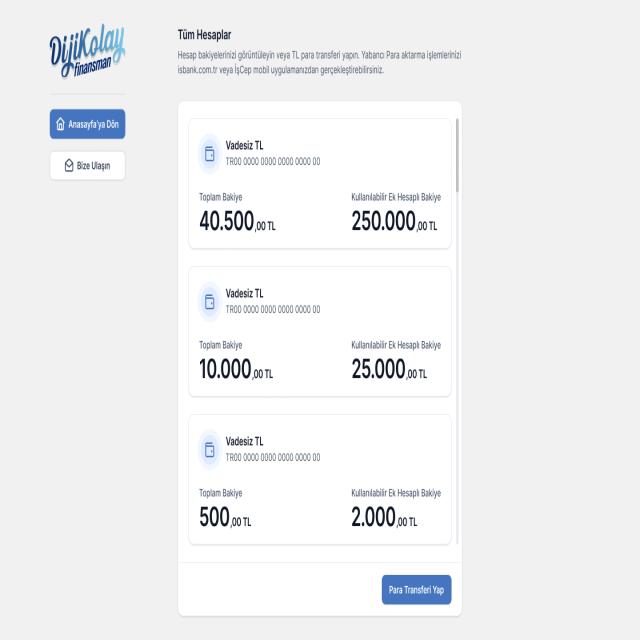 DijiKolay
finansman
Anasayfa'ya Dön
Bize Ulaşın
Tüm Hesaplar
Hesap bakiyelerinizi görüntüleyin veya TL para transferi yapın. Yabancı Para aktarma işlemlerinizi
isbank.com.tr veya İşCep mobil uygulamanızdan gerçekleştirebilirsiniz.
Vadesiz TL
TR00 0000 0000 0000 0000 00
Toplam Bakiye
Kullanılabilir Ek Hesaplı Bakiye
40.500,00 TL
250.000,00 TL
Vadesiz TL
TR00 0000 0000 0000 0000 00
Toplam Bakiye
Kullanılabilir Ek Hesaplı Bakiye
10.000,00 TL
25.000,00 TL
Vadesiz TL
TR00 0000 0000 0000 0000 00
Toplam Bakiye
Kullanılabilir Ek Hesaplı Bakiye
500,00 TL
2.000,00 TL
Para Transferi Yap